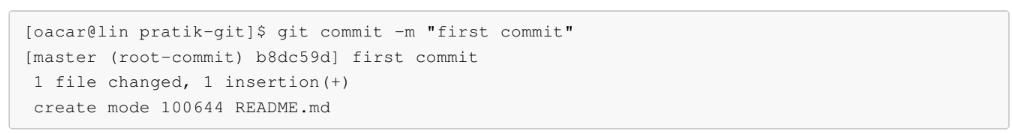 [oacar@lin pratik-git]$ git commit -m "first commit"
[master (root-commit) b8dc59d] first commit
 1 file changed, 1 insertion(+)
 create mode 100644 README.md